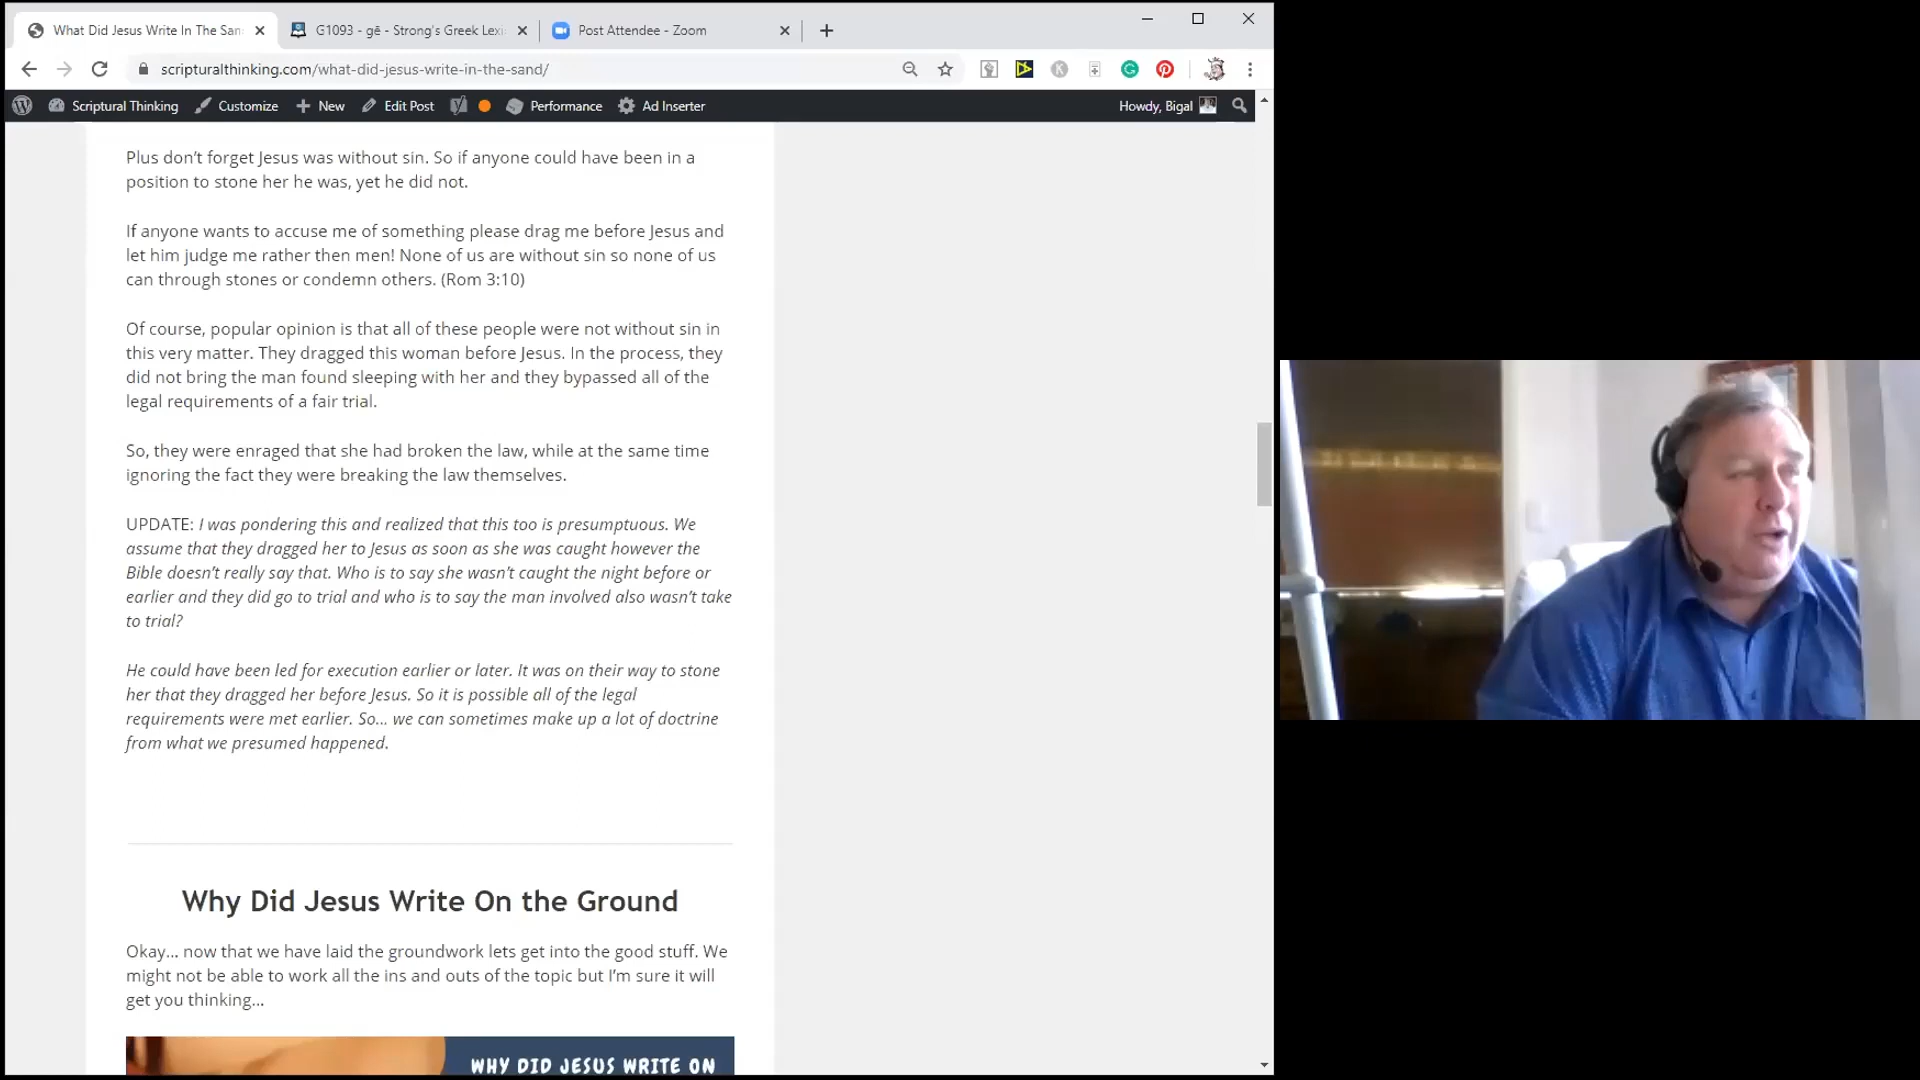 What Did Jesus Write In The San
G1093 - gē - Strong's Greek Lexi
Post Attendee - Zoom
scripturalthinking.com/what-did-jesus-write-in-the-sand/
Scriptural Thinking Customize New Edit Post Performance Ad Inserter Howdy, Bigal
Plus don't forget Jesus was without sin. So if anyone could have been in a
position to stone her he was, yet he did not.
If anyone wants to accuse me of something please drag me before Jesus and
let him judge me rather then men! None of us are without sin so none of us
can through stones or condemn others. (Rom 3:10)
Of course, popular opinion is that all of these people were not without sin in
this very matter. They dragged this woman before Jesus. In the process, they
did not bring the man found sleeping with her and they bypassed all of the
legal requirements of a fair trial.
So, they were enraged that she had broken the law, while at the same time
ignoring the fact they were breaking the law themselves.
UPDATE: I was pondering this and realized that this too is presumptuous. We
assume that they dragged her to Jesus as soon as she was caught however the
Bible doesn't really say that. Who is to say she wasn't caught the night before or
earlier and they did go to trial and who is to say the man involved also wasn't take
to trial?
He could have been led for execution earlier or later. It was on their way to stone
her that they dragged her before Jesus. So it is possible all of the legal
requirements were met earlier. So... we can sometimes make up a lot of doctrine
from what we presumed happened.
Why Did Jesus Write On the Ground
Okay... now that we have laid the groundwork lets get into the good stuff. We
might not be able to work all the ins and outs of the topic but I'm sure it will
get you thinking...
WHY DID JESUS WRITE ON